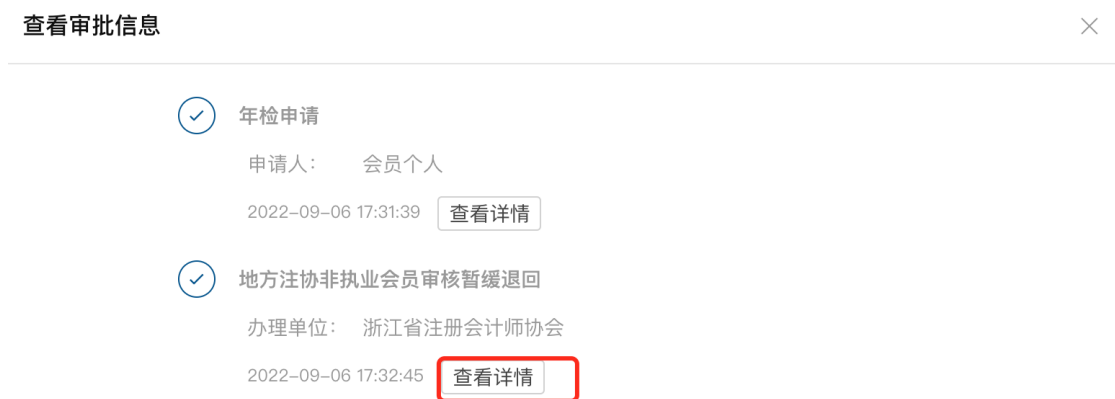 查看审批信息
年检申请
申请人： 会员个人
2022-09-06 17:31:39 查看详情
地方注协非执业会员审核暂缓退回
办理单位： 浙江省注册会计师协会
2022-09-06 17:32:45 查看详情